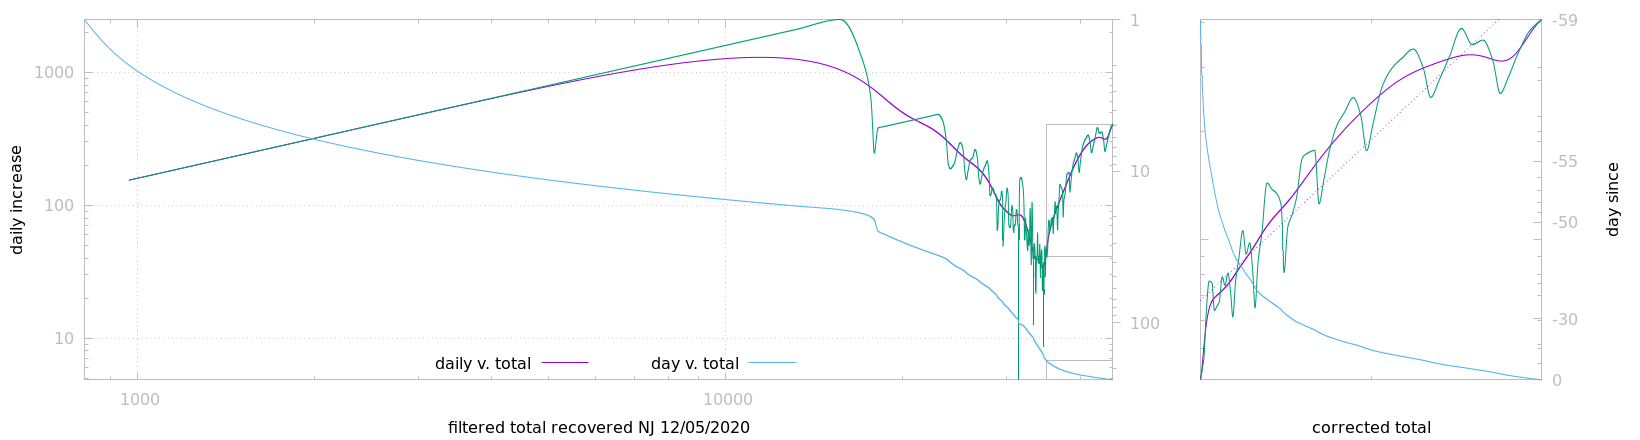 1
-59
1000
daily increase
100
10
-55
-50
day since
10
100
-30
daily v. total
day v. total
0
1000
10000
filtered total recovered NJ 12/05/2020
corrected total